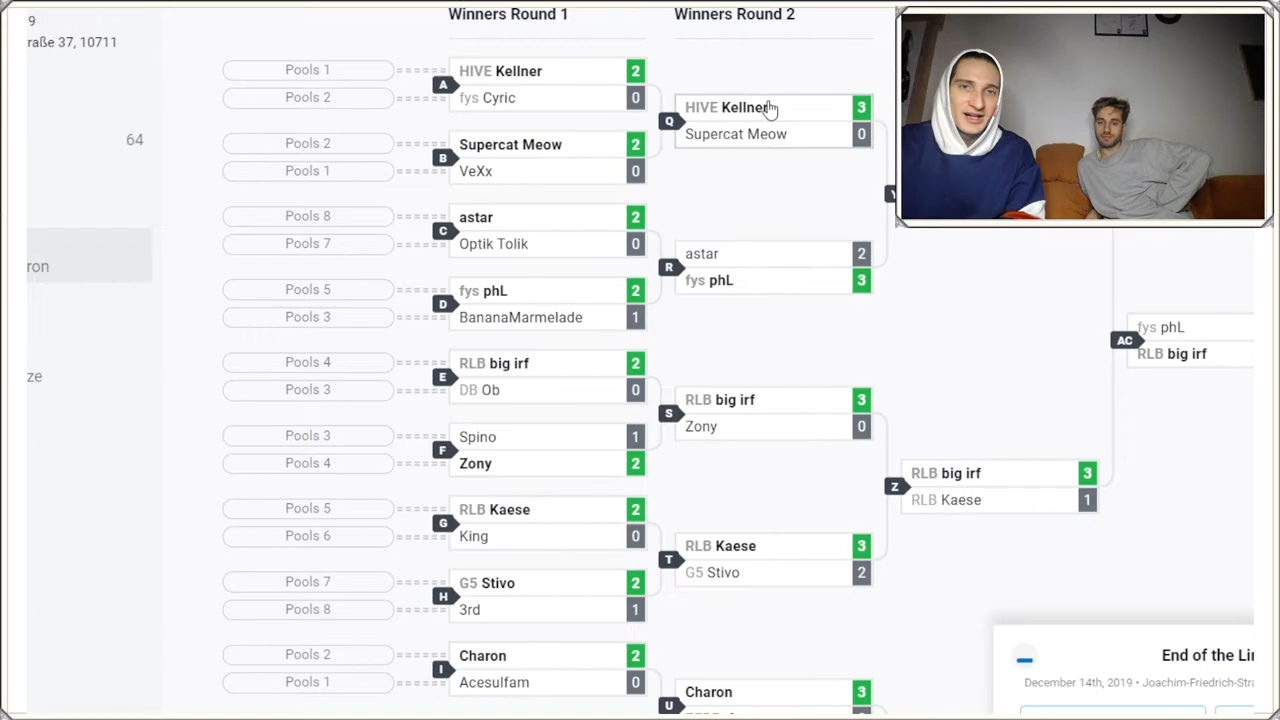 9
raße 37, 10711
64
ron
ze
Winners Round 1
Winners Round 2
Pools 1
Pools 2
A
HIVE Kellner 2
fys Cyric 0
Pools 2
Pools 1
B
Supercat Meow 2
VeXx 0
Pools 8
Pools 7
C
astar 2
Optik Tolik 0
Pools 5
Pools 3
D
fys phL 2
BananaMarmelade 1
Pools 4
Pools 3
E
RLB big irf 2
DB Ob 0
Pools 3
Pools 4
F
Spino 1
Zony 2
Pools 5
Pools 6
G
RLB Kaese 2
King 0
Pools 7
Pools 8
H
G5 Stivo 2
3rd 1
Pools 2
Pools 1
I
Charon 2
Acesulfam 0
Q
HIVE Kellner 3
Supercat Meow 0
R
astar 2
fys phL 3
S
RLB big irf 3
Zony 0
T
RLB Kaese 3
G5 Stivo 2
U
Charon 3
Y
Z
RLB big irf 3
RLB Kaese 1
AC
fys phL
RLB big irf
End of the Lin
December 14th, 2019 • Joachim-Friedrich-Stra